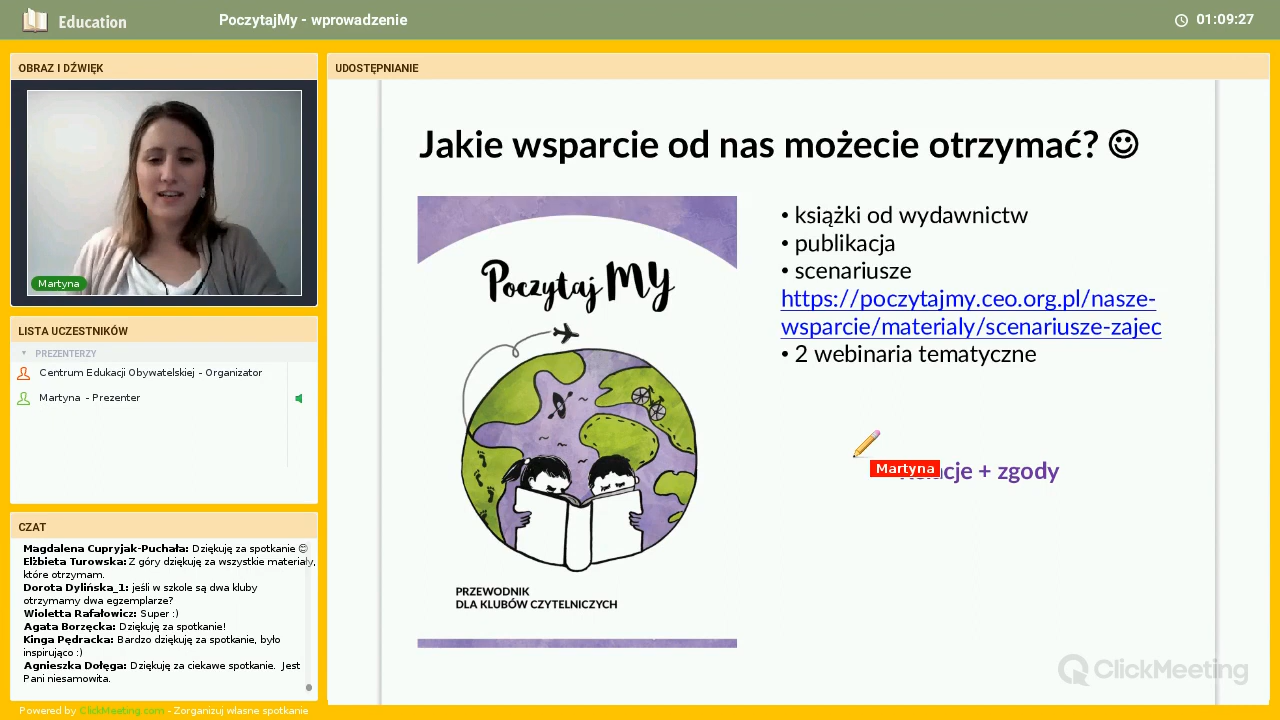 Education
PoczytajMy - wprowadzenie
01:09:27
OBRAZ I DŹWIĘK
Martyna
LISTA UCZESTNIKÓW
PREZENTERZY
Centrum Edukacji Obywatelskiej - Organizator
Martyna - Prezenter
CZAT
Magdalena Cupryjak-Puchała: Dziękuję za spotkanie ☺
Elżbieta Turowska: Z góry dziękuję za wszystkie materiały,
które otrzymam.
Dorota Dylińska_1: jeśli w szkole są dwa kluby
otrzymamy dwa egzemplarze?
Wioletta Rafałowicz: Super :)
Agata Borzęcka: Dziękuję za spotkanie!
Kinga Pędracka: Bardzo dziękuję za spotkanie, było
inspirująco :)
Agnieszka Dołęga: Dziękuję za ciekawe spotkanie. Jest
Pani niesamowita.
Powered by ClickMeeting.com - Zorganizuj własne spotkanie
UDOSTĘPNIANIE
Jakie wsparcie od nas możecie otrzymać? ☺
Poczytaj MY
PRZEWODNIK
DLA KLUBÓW CZYTELNICZYCH
• książki od wydawnictw
• publikacja
• scenariusze
https://poczytajmy.ceo.org.pl/nasze-
wsparcie/materialy/scenariusze-zajec
• 2 webinaria tematyczne
Martyna
+ zgody
ClickMeeting